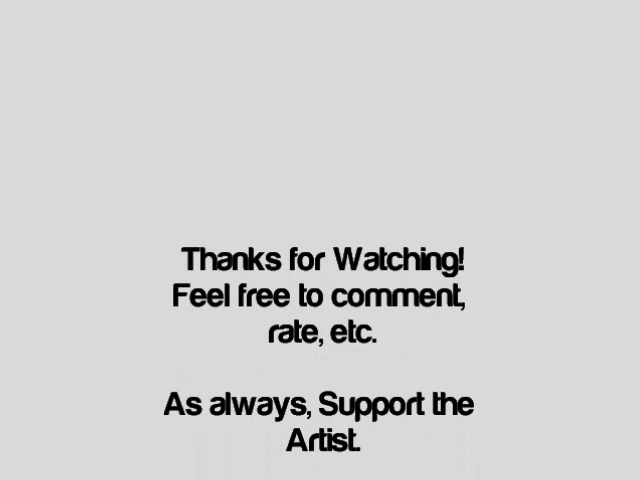 Thanks for Watching!
Feel free to comment,
rate, etc.
As always, Support the
Artist.